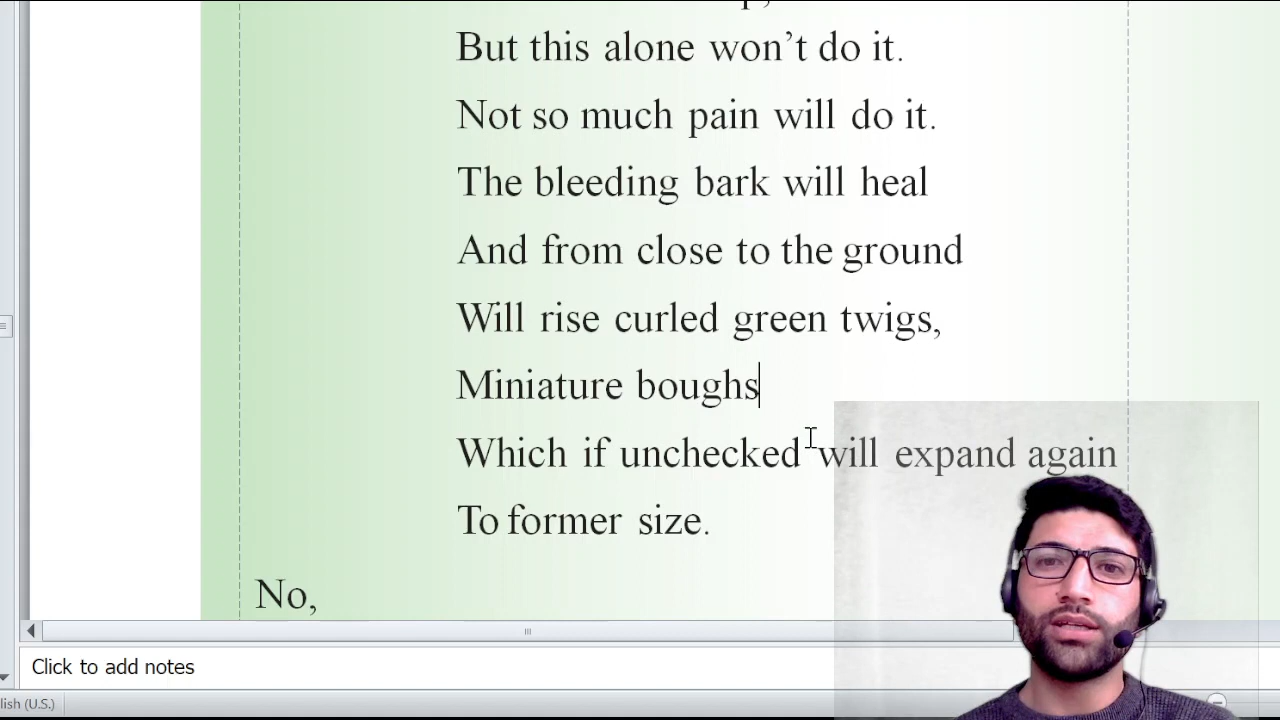 But this alone won’t do it.
Not so much pain will do it.
The bleeding bark will heal
And from close to the ground
Will rise curled green twigs,
Miniature boughs
Which if unchecked will expand again
To former size.
No,
Click to add notes
lish (U.S.)